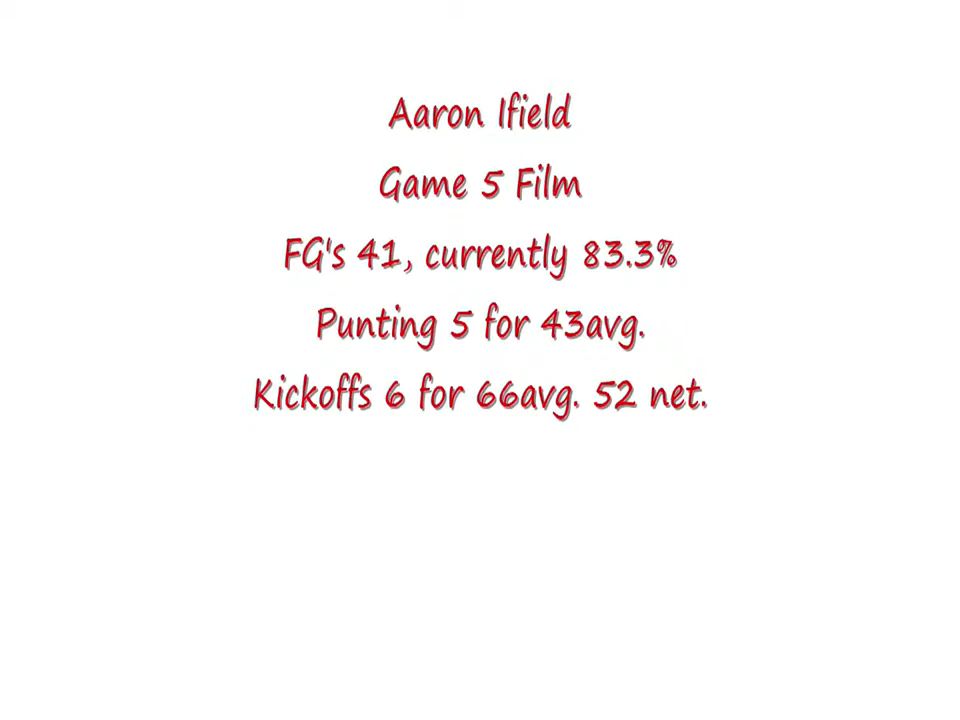 Aaron Ifield
Game 5 Film
FG's 41, currently 83.3%
Punting 5 for 43avg.
Kickoffs 6 for 66avg. 52 net.